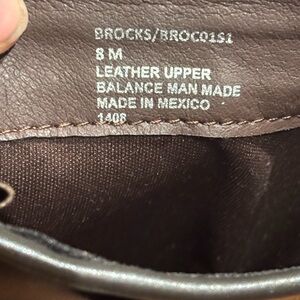 BROCKS/BROC01S1
8 M
LEATHER UPPER
BALANCE MAN MADE
MADE IN MEXICO
1408